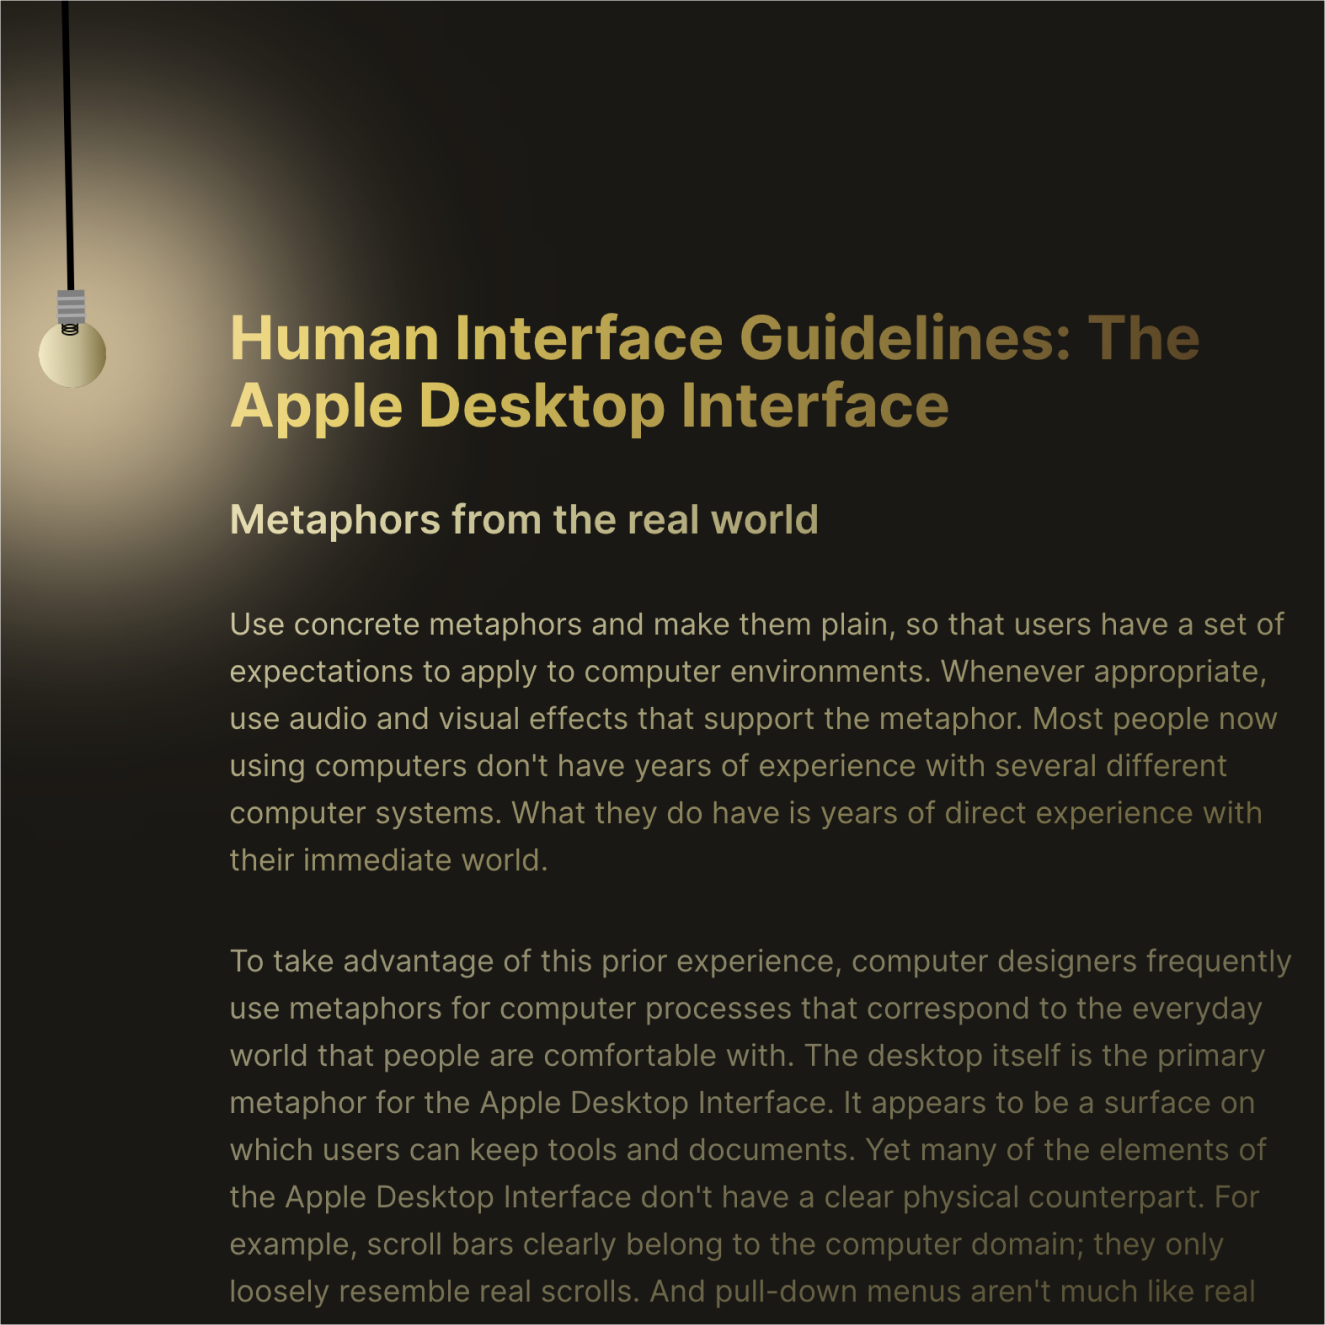 Human Interface Guidelines: The
Apple Desktop Interface
Metaphors from the real world
Use concrete metaphors and make them plain, so that users have a set of
expectations to apply to computer environments. Whenever appropriate,
use audio and visual effects that support the metaphor. Most people now
using computers don't have years of experience with several different
computer systems. What they do have is years of direct experience with
their immediate world.
To take advantage of this prior experience, computer designers frequently
use metaphors for computer processes that correspond to the everyday
world that people are comfortable with. The desktop itself is the primary
metaphor for the Apple Desktop Interface. It appears to be a surface on
which users can keep tools and documents. Yet many of the elements of
the Apple Desktop Interface don't have a clear physical counterpart. For
example, scroll bars clearly belong to the computer domain; they only
loosely resemble real scrolls. And pull-down menus aren't much like real